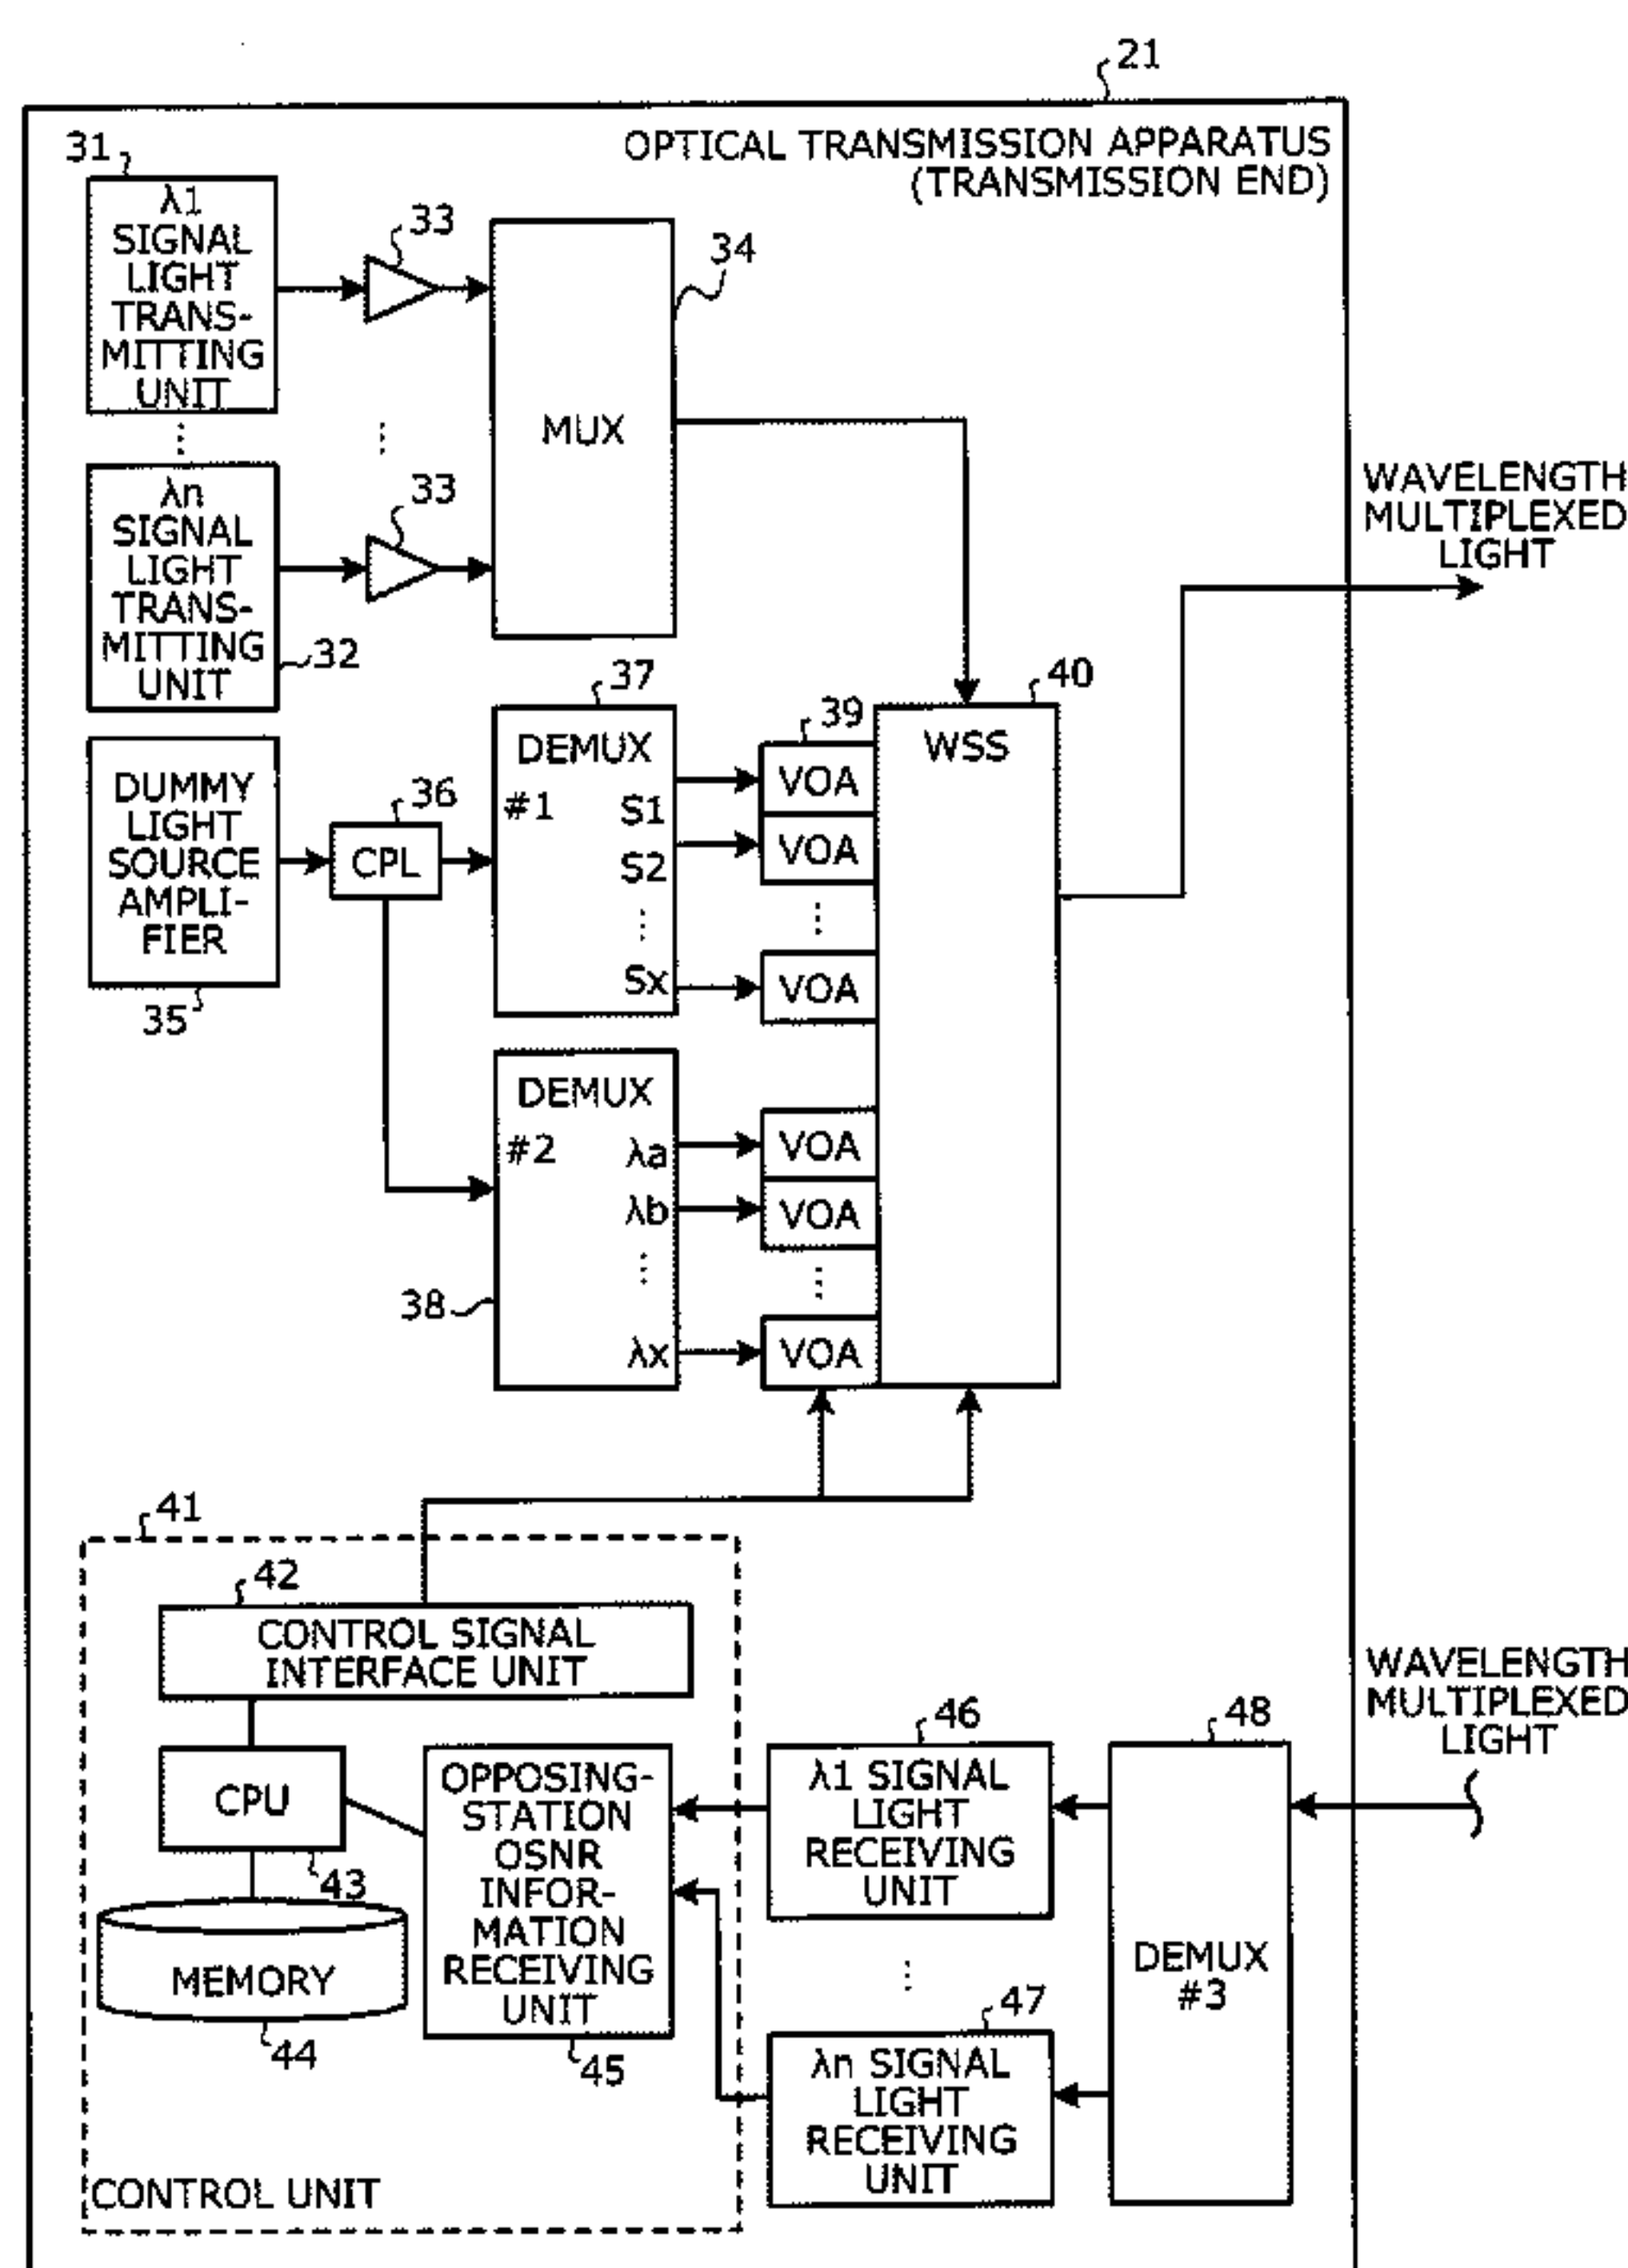 21
OPTICAL TRANSMISSION APPARATUS
(TRANSMISSION END)
31
λ1
SIGNAL
LIGHT
TRANS-
MITTING
UNIT
33
34
MUX
λn
SIGNAL
LIGHT
TRANS-
MITTING
UNIT
32
33
WAVELENGTH
MULTIPLEXED
LIGHT
DUMMY
LIGHT
SOURCE
AMPLI-
FIER
35
36
CPL
37
DEMUX
#1
S1
S2
Sx
39
VOA
VOA
VOA
40
WSS
DEMUX
#2
λa
λb
λx
38
VOA
VOA
VOA
41
42
CONTROL SIGNAL
INTERFACE UNIT
CPU
43
MEMORY
44
OPPOSING-
STATION
OSNR
INFOR-
MATION
RECEIVING
UNIT
45
CONTROL UNIT
46
λ1 SIGNAL
LIGHT
RECEIVING
UNIT
47
λn SIGNAL
LIGHT
RECEIVING
UNIT
48
DEMUX
#3
WAVELENGTH
MULTIPLEXED
LIGHT